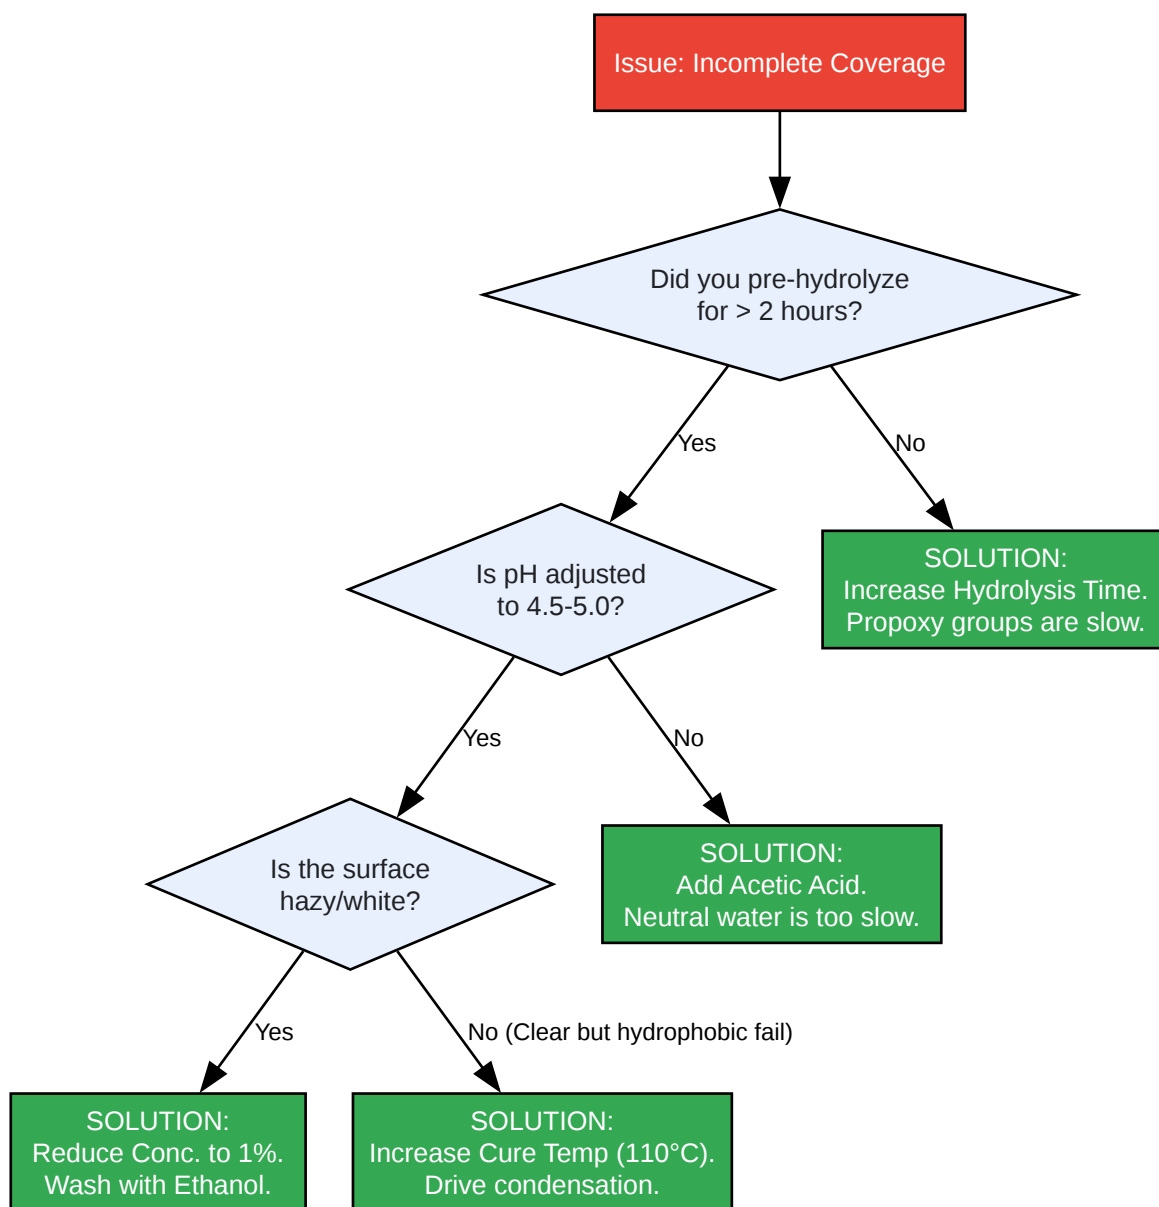 Issue: Incomplete Coverage
Did you pre-hydrolyze
for > 2 hours?
Yes
No
Is pH adjusted
to 4.5-5.0?
SOLUTION:
Increase Hydrolysis Time.
Propoxy groups are slow.
Yes
No
Is the surface
hazy/white?
SOLUTION:
Add Acetic Acid.
Neutral water is too slow.
Yes
No (Clear but hydrophobic fail)
SOLUTION:
Reduce Conc. to 1%.
Wash with Ethanol.
SOLUTION:
Increase Cure Temp (110°C).
Drive condensation.